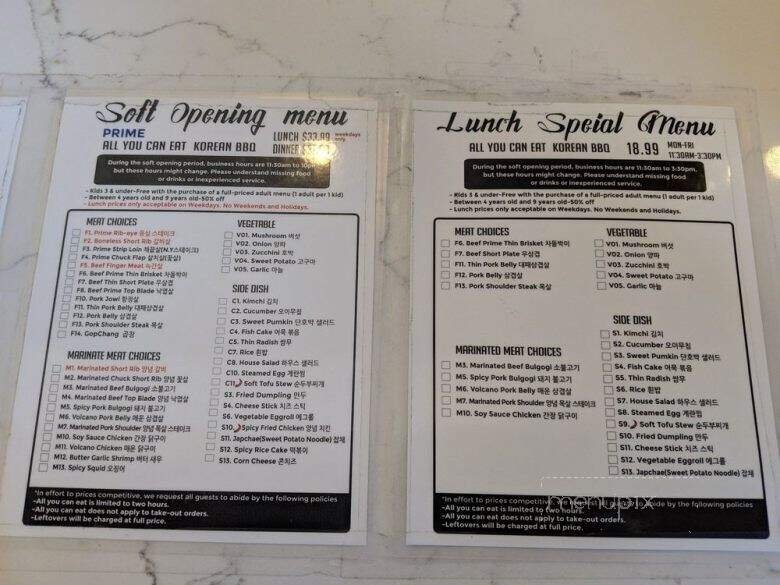 Soft Opening menu
PRIME
ALL YOU CAN EAT KOREAN BBQ
LUNCH $33.99 weekdays only
DINNER
During the soft opening period, business hours are 11:30am to 10pm
but these hours might change. Please understand missing food
or drinks or inexperienced service.
- Kids 3 & under-Free with the purchase of a full-priced adult menu (1 adult per 1 kid)
- Between 4 years old and 9 years old-50% off
- Lunch prices only acceptable on Weekdays. No Weekends and Holidays.
MEAT CHOICES
F1. Prime Rib-eye 등심 스테이크
F2. Boneless Short Rib 갈비살
F3. Prime Strip Loin 채끝살(N.Y스테이크)
F4. Prime Chuck Flap 살치살(꽃살)
F5. Beef Finger Meat 늑간살
F6. Beef Prime Thin Brisket 차돌박이
F7. Beef Thin Short Plate 우삼겹
F8. Beef Prime Top Blade 낙엽살
F10. Pork Jowl 항정살
F11. Thin Pork Belly 대패삼겹살
F12. Pork Belly 삼겹살
F13. Pork Shoulder Steak 목살
F14. GopChang 곱창
MARINATE MEAT CHOICES
M1. Marinated Short Rib 양념 갈비
M2. Marinated Chuck Short Rib 양념 꽃살
M3. Marinated Beef Bulgogi 소불고기
M4. Marinated Beef Top Blade 양념 낙엽살
M5. Spicy Pork Bulgogi 돼지 불고기
M6. Volcano Pork Belly 매운 삼겹살
M7. Marinated Pork Shoulder 양념 목살 스테이크
M10. Soy Sauce Chicken 간장 닭구이
M11. Volcano Chicken 매운 닭구이
M12. Butter Garlic Shrimp 버터 새우
M13. Spicy Squid 오징어
VEGETABLE
V01. Mushroom 버섯
V02. Onion 양파
V03. Zucchini 호박
V04. Sweet Potato 고구마
V05. Garlic 마늘
SIDE DISH
C1. Kimchi 김치
C2. Cucumber 오이무침
C3. Sweet Pumkin 단호박 샐러드
C4. Fish Cake 어묵 볶음
C5. Thin Radish 쌈무
C7. Rice 흰밥
C8. House Salad 하우스 샐러드
C10. Steamed Egg 계란찜
C11. Soft Tofu Stew 순두부찌개
S3. Fried Dumpling 만두
S4. Cheese Stick 치즈 스틱
S6. Vegetable Eggroll 에그롤
S10. Spicy Fried Chicken 양념 치킨
S11. Japchae(Sweet Potato Noodle) 잡채
S12. Spicy Rice Cake 떡볶이
S13. Corn Cheese 콘치즈
*In effort to prices competitive, we request all guests to abide by the following policies
-All you can eat is limited to two hours.
-All you can eat does not apply to take-out orders.
-Leftovers will be charged at full price.
Lunch Speial Menu
ALL YOU CAN EAT KOREAN BBQ 18.99 MON-FRI
11:30AM-3:30PM
During the soft opening period, business hours are 11:30am to 3:30pm,
but these hours might change. Please understand missing food
or drinks or inexperienced service.
- Kids 3 & under-Free with the purchase of a full-priced adult menu (1 adult per 1 kid)
- Between 4 years old and 9 years old-50% off
- Lunch prices only acceptable on Weekdays. No Weekends and Holidays.
MEAT CHOICES
F6. Beef Prime Thin Brisket 차돌박이
F7. Beef Short Plate 우삼겹
F11. Thin Pork Belly 대패삼겹살
F12. Pork Belly 삼겹살
F13. Pork Shoulder Steak 목살
MARINATED MEAT CHOICES
M3. Marinated Beef Bulgogi 소불고기
M5. Spicy Pork Bulgogi 돼지 불고기
M6. Volcano Pork Belly 매운 삼겹살
M7. Marinated Pork Shoulder 양념 목살 스테이크
M10. Soy Sauce Chicken 간장 닭구이
VEGETABLE
V01. Mushroom 버섯
V02. Onion 양파
V03. Zucchini 호박
V04. Sweet Potato 고구마
V05. Garlic 마늘
SIDE DISH
S1. Kimchi 김치
S2. Cucumber 오이무침
S3. Sweet Pumkin 단호박 샐러드
S4. Fish Cake 어묵 볶음
S5. Thin Radish 쌈무
S6. Rice 흰밥
S7. House Salad 하우스 샐러드
S8. Steamed Egg 계란찜
S9. Soft Tofu Stew 순두부찌개
S10. Fried Dumpling 만두
S11. Cheese Stick 치즈 스틱
S12. Vegetable Eggroll 에그롤
S13. Japchae(Sweet Potato Noodle) 잡채
*In effort to prices competitive, to abide by the following policies
-All you can eat is limited to two hours.
-All you can eat does not apply to take-out orders.
-Leftovers will be charged at full price.
menupix